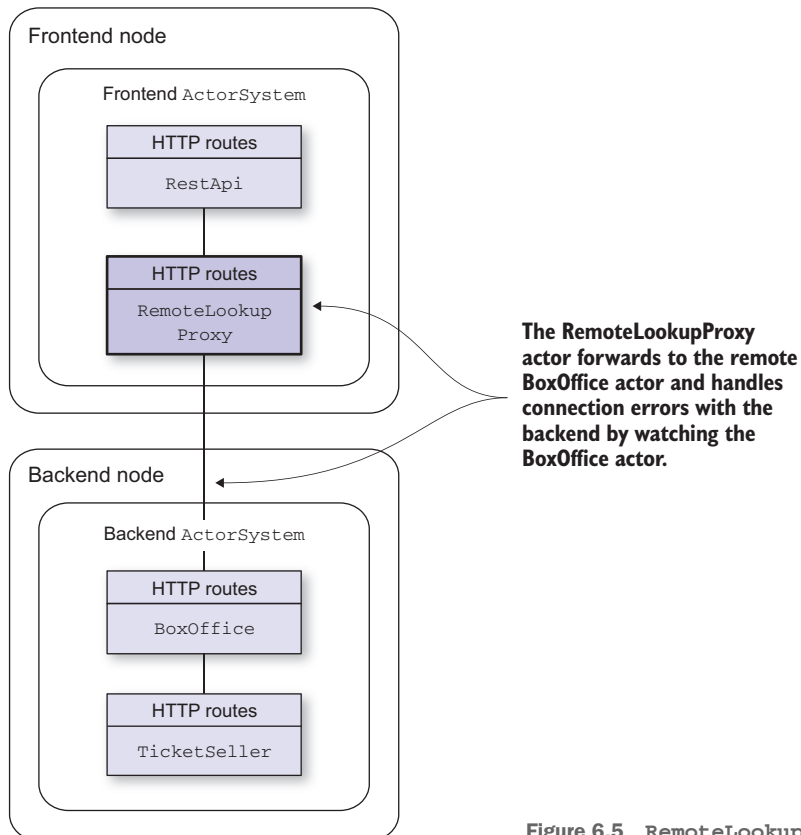 Frontend node
Frontend ActorSystem
HTTP routes
RestApi
HTTP routes
RemoteLookup
Proxy
The RemoteLookupProxy
actor forwards to the remote
BoxOffice actor and handles
connection errors with the
backend by watching the
BoxOffice actor.
Backend node
Backend ActorSystem
HTTP routes
BoxOffice
HTTP routes
TicketSeller
Figure 6.5 RemoteLookup